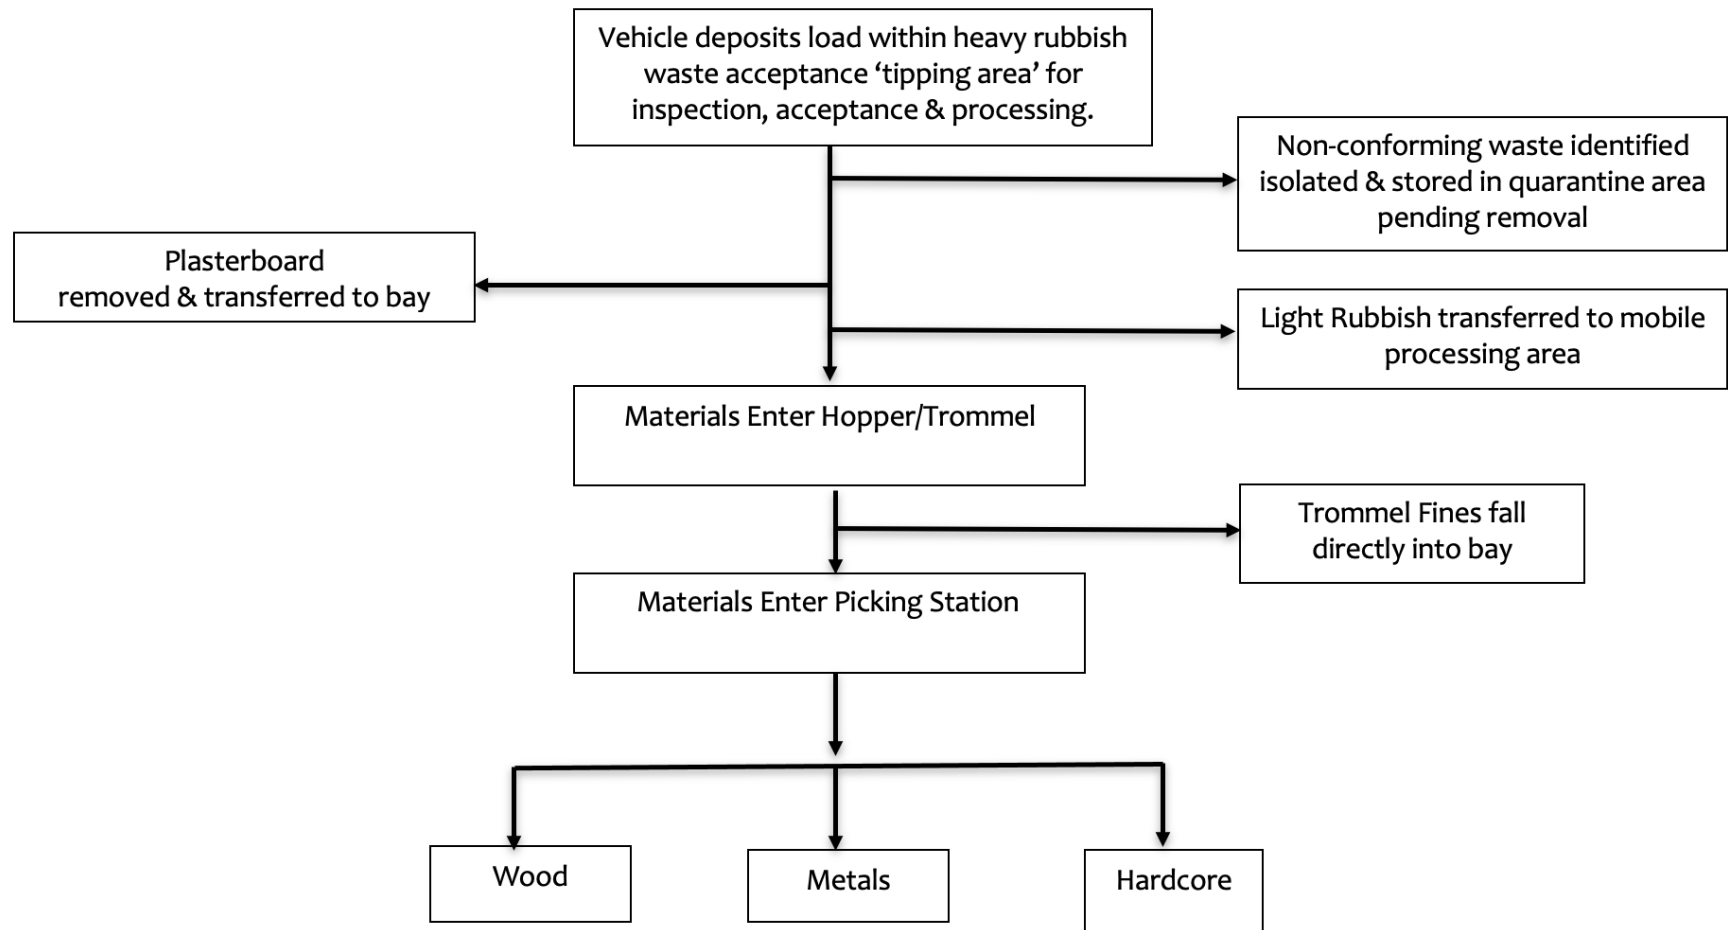 Vehicle deposits load within heavy rubbish
waste acceptance ‘tipping area’ for
inspection, acceptance & processing.
Non-conforming waste identified
isolated & stored in quarantine area
pending removal
Plasterboard
removed & transferred to bay
Light Rubbish transferred to mobile
processing area
Materials Enter Hopper/Trommel
Trommel Fines fall
directly into bay
Materials Enter Picking Station
Wood
Metals
Hardcore